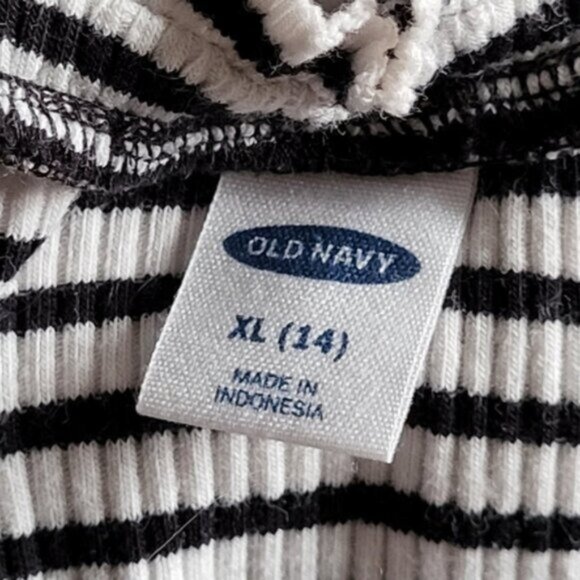 OLD NAVY
XL (14)
MADE IN
INDONESIA